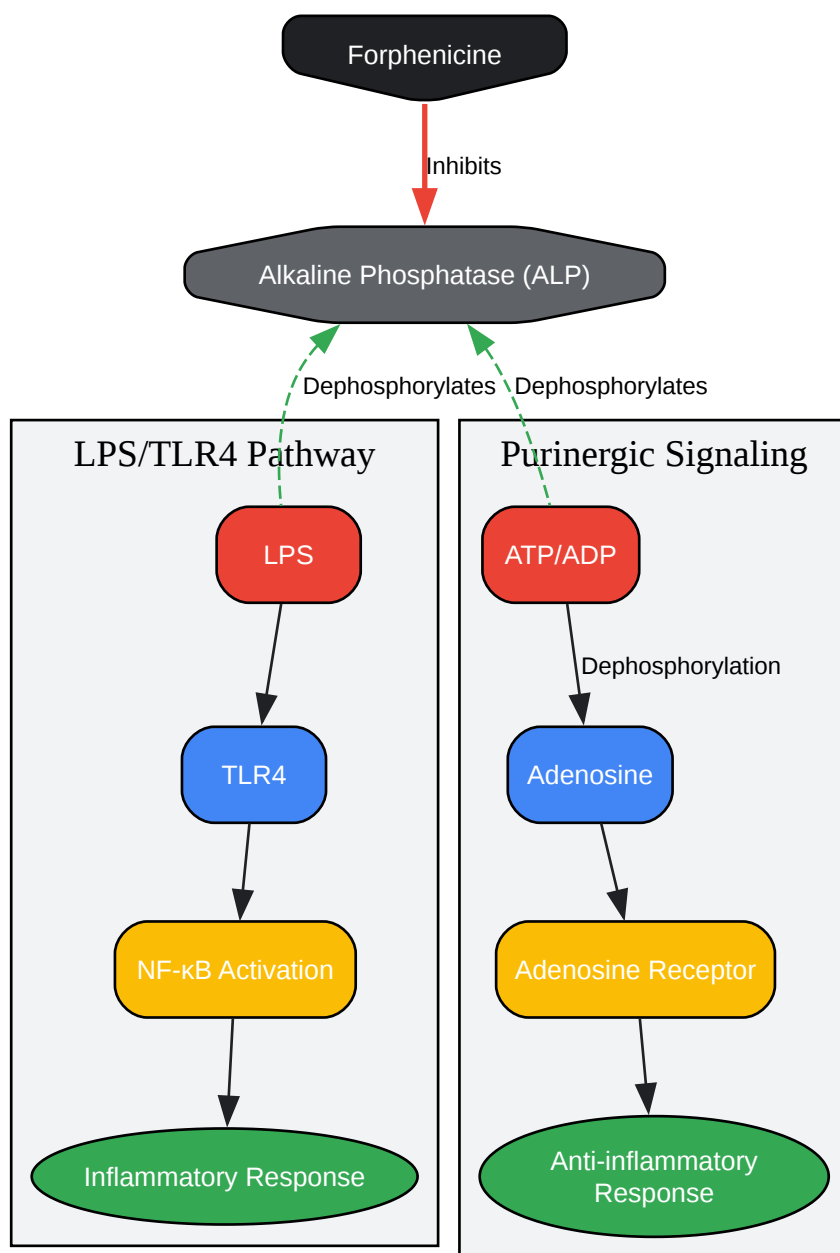 Forphenicine
Inhibits
Alkaline Phosphatase (ALP)
Dephosphorylates
Dephosphorylates
LPS/TLR4 Pathway
Purinergic Signaling
LPS
ATP/ADP
Dephosphorylation
TLR4
Adenosine
NF-κB Activation
Adenosine Receptor
Inflammatory Response
Anti-inflammatory
Response